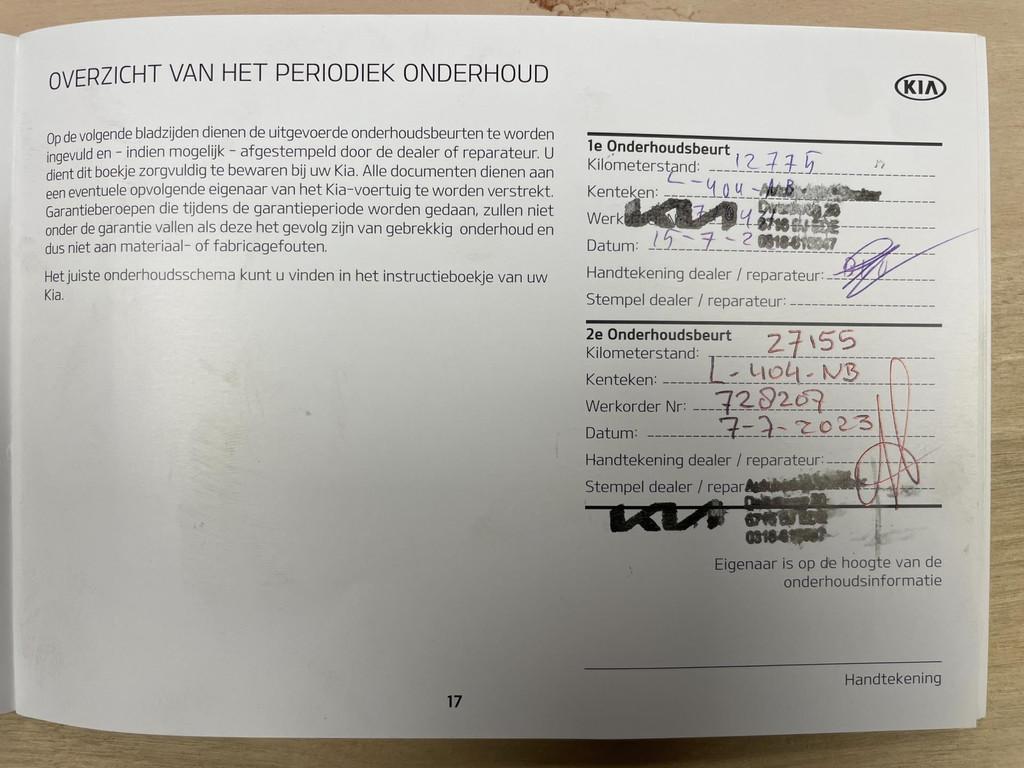 OVERZICHT VAN HET PERIODIEK ONDERHOUD
KIA
Op de volgende bladzijden dienen de uitgevoerde onderhoudsbeurten te worden
ingevuld en – indien mogelijk – afgestempeld door de dealer of reparateur. U
dient dit boekje zorgvuldig te bewaren bij uw Kia. Alle documenten dienen aan
een eventuele opvolgende eigenaar van het Kia-voertuig te worden verstrekt.
Garantieberoepen die tijdens de garantieperiode worden gedaan, zullen niet
onder de garantie vallen als deze het gevolg zijn van gebrekkig onderhoud en
dus niet aan materiaal- of fabricagefouten.
Het juiste onderhoudsschema kunt u vinden in het instructieboekje van uw
Kia.
1e Onderhoudsbeurt
Kilometerstand: 12775
Kenteken: L-404-NB
Datum: 15-7-2
Handtekening dealer / reparateur:
Stempel dealer / reparateur:
2e Onderhoudsbeurt
Kilometerstand: 27155
Kenteken: L-404-NB
Werkorder Nr: 728207
Datum: 7-7-2023
Handtekening dealer / reparateur:
Stempel dealer / repar
KIA
Eigenaar is op de hoogte van de
onderhoudsinformatie
Handtekening
17